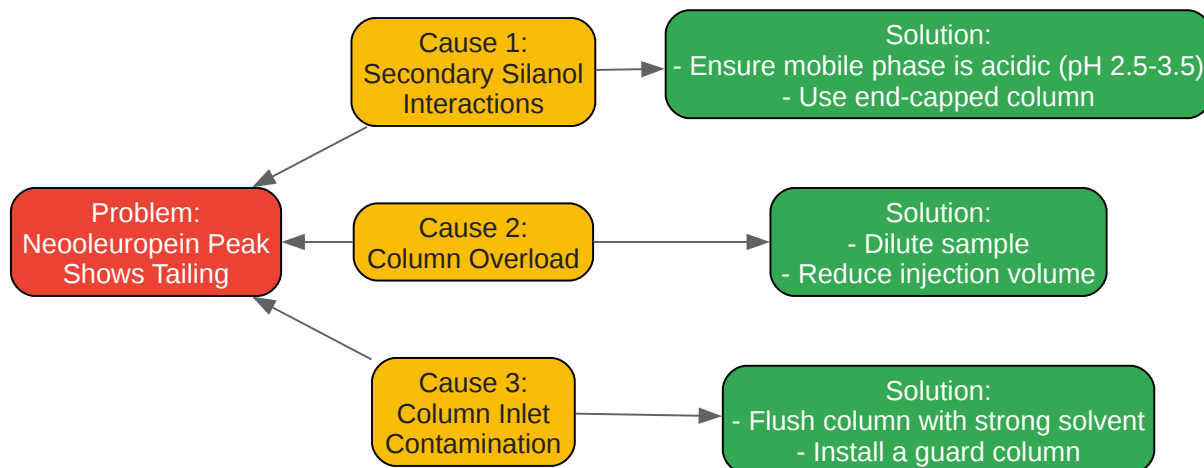 Cause 1:
Secondary Silanol
Interactions
Solution:
- Ensure mobile phase is acidic (pH 2.5-3.5)
- Use end-capped column
Problem:
Neooleuropein Peak
Shows Tailing
Cause 2:
Column Overload
Solution:
- Dilute sample
- Reduce injection volume
Cause 3:
Column Inlet
Contamination
Solution:
- Flush column with strong solvent
- Install a guard column